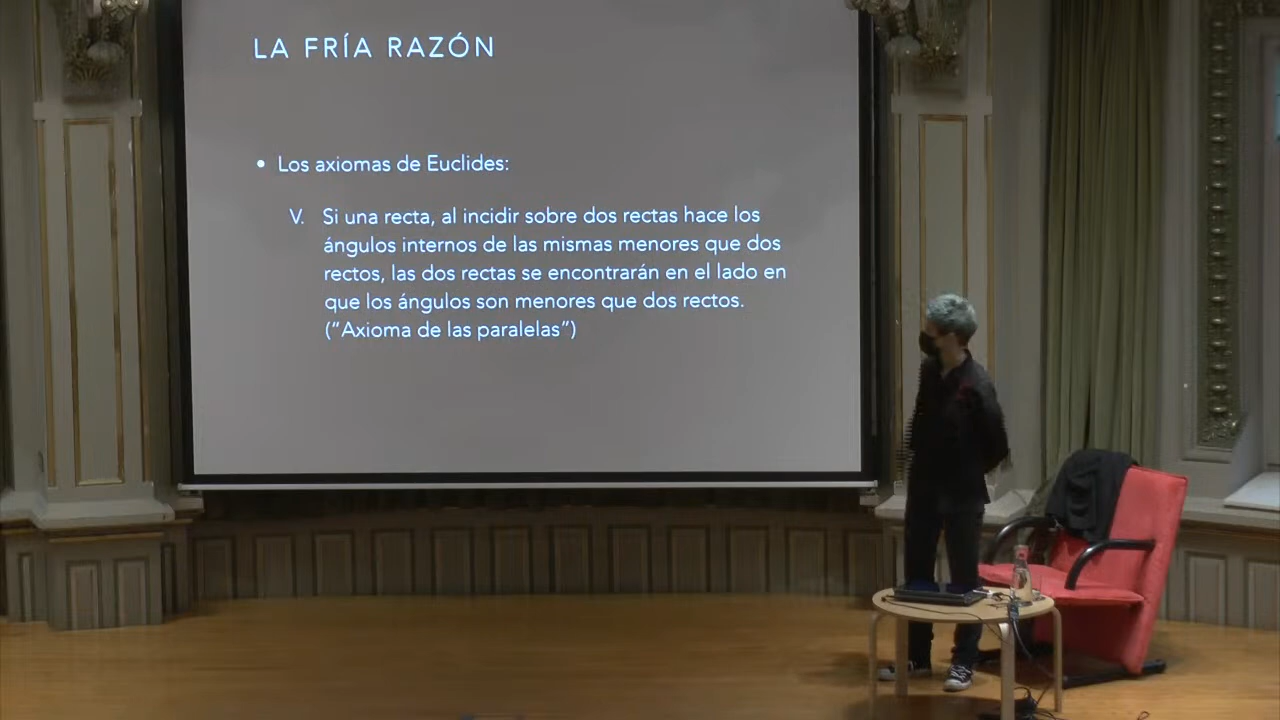 LA FRÍA RAZÓN
• Los axiomas de Euclides:
V. Si una recta, al incidir sobre dos rectas hace los
ángulos internos de las mismas menores que dos
rectos, las dos rectas se encontrarán en el lado en
que los ángulos son menores que dos rectos.
(“Axioma de las paralelas”)